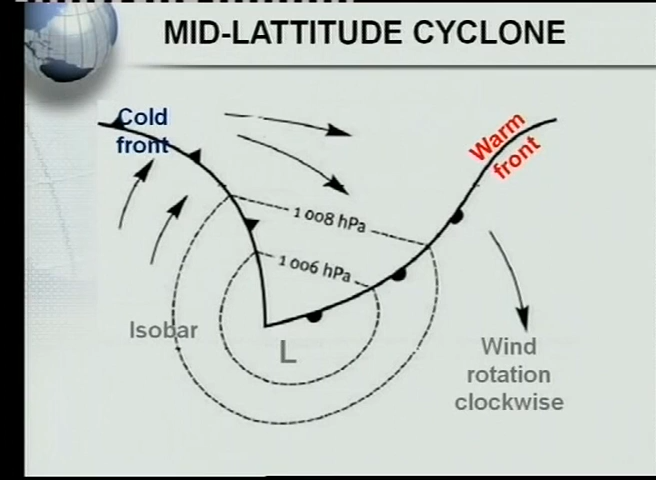 MID-LATTITUDE CYCLONE
Cold
front
Warm
front
1 008 hPa
1 006 hPa
Isobar
L
Wind
rotation
clockwise